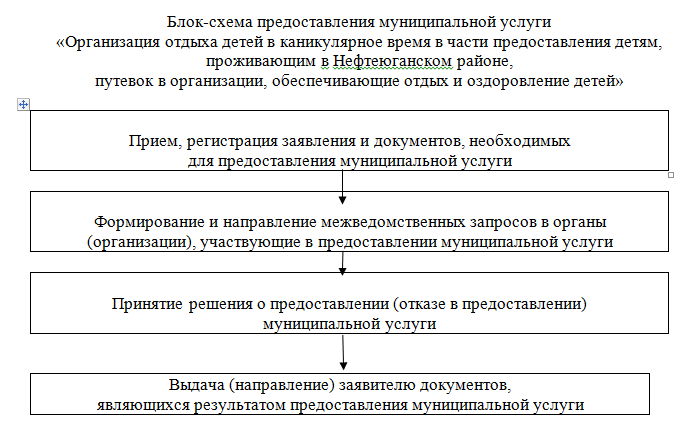 Блок-схема предоставления муниципальной услуги
«Организация отдыха детей в каникулярное время в части предоставления детям,
проживающим в Нефтеюганском районе,
путевок в организации, обеспечивающие отдых и оздоровление детей»
Прием, регистрация заявления и документов, необходимых
для предоставления муниципальной услуги
Формирование и направление межведомственных запросов в органы
(организации), участвующие в предоставлении муниципальной услуги
Принятие решения о предоставлении (отказе в предоставлении)
муниципальной услуги
Выдача (направление) заявителю документов,
являющихся результатом предоставления муниципальной услуги